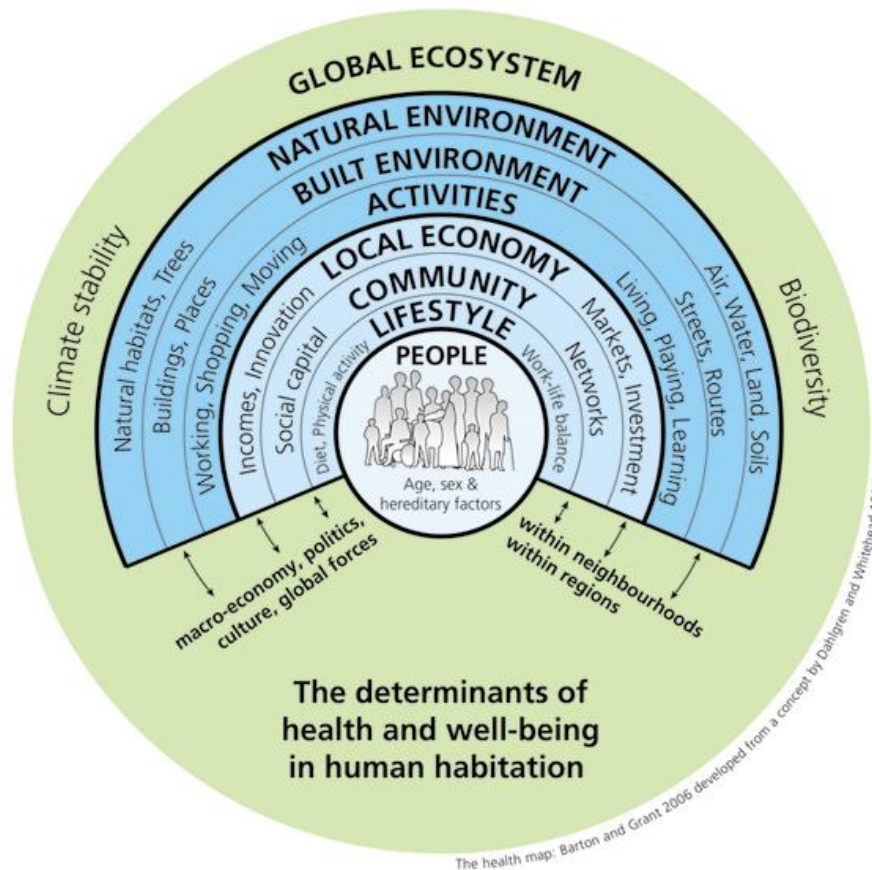 GLOBAL ECOSYSTEM
NATURAL ENVIRONMENT
BUILT ENVIRONMENT
ACTIVITIES
LOCAL ECONOMY
COMMUNITY
LIFESTYLE
PEOPLE
Age, sex &
hereditary factors
Climate stability
Natural habitats, Trees
Buildings, Places
Working, Shopping, Moving
Incomes, Innovation
Social capital
Diet, Physical activity
Work-life balance
Networks
Markets, Investment
Living, Playing, Learning
Streets, Routes
Air, Water, Land, Soils
Biodiversity
macro-economy, politics,
culture, global forces
within neighbourhoods
within regions
The determinants of
health and well-being
in human habitation
The health map: Barton and Grant 2006 developed from a concept by Dahlgren and Whitehead